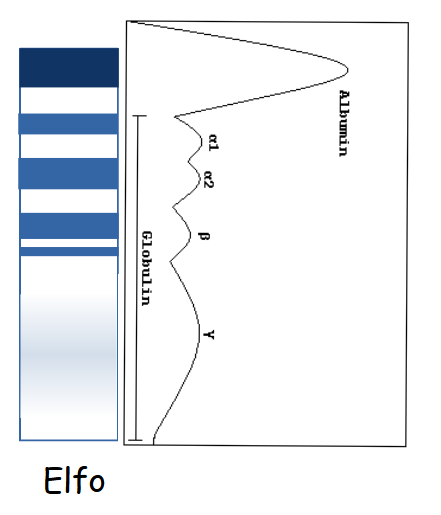 Albumin
α1
α2
β
Globulin
γ
Elfo